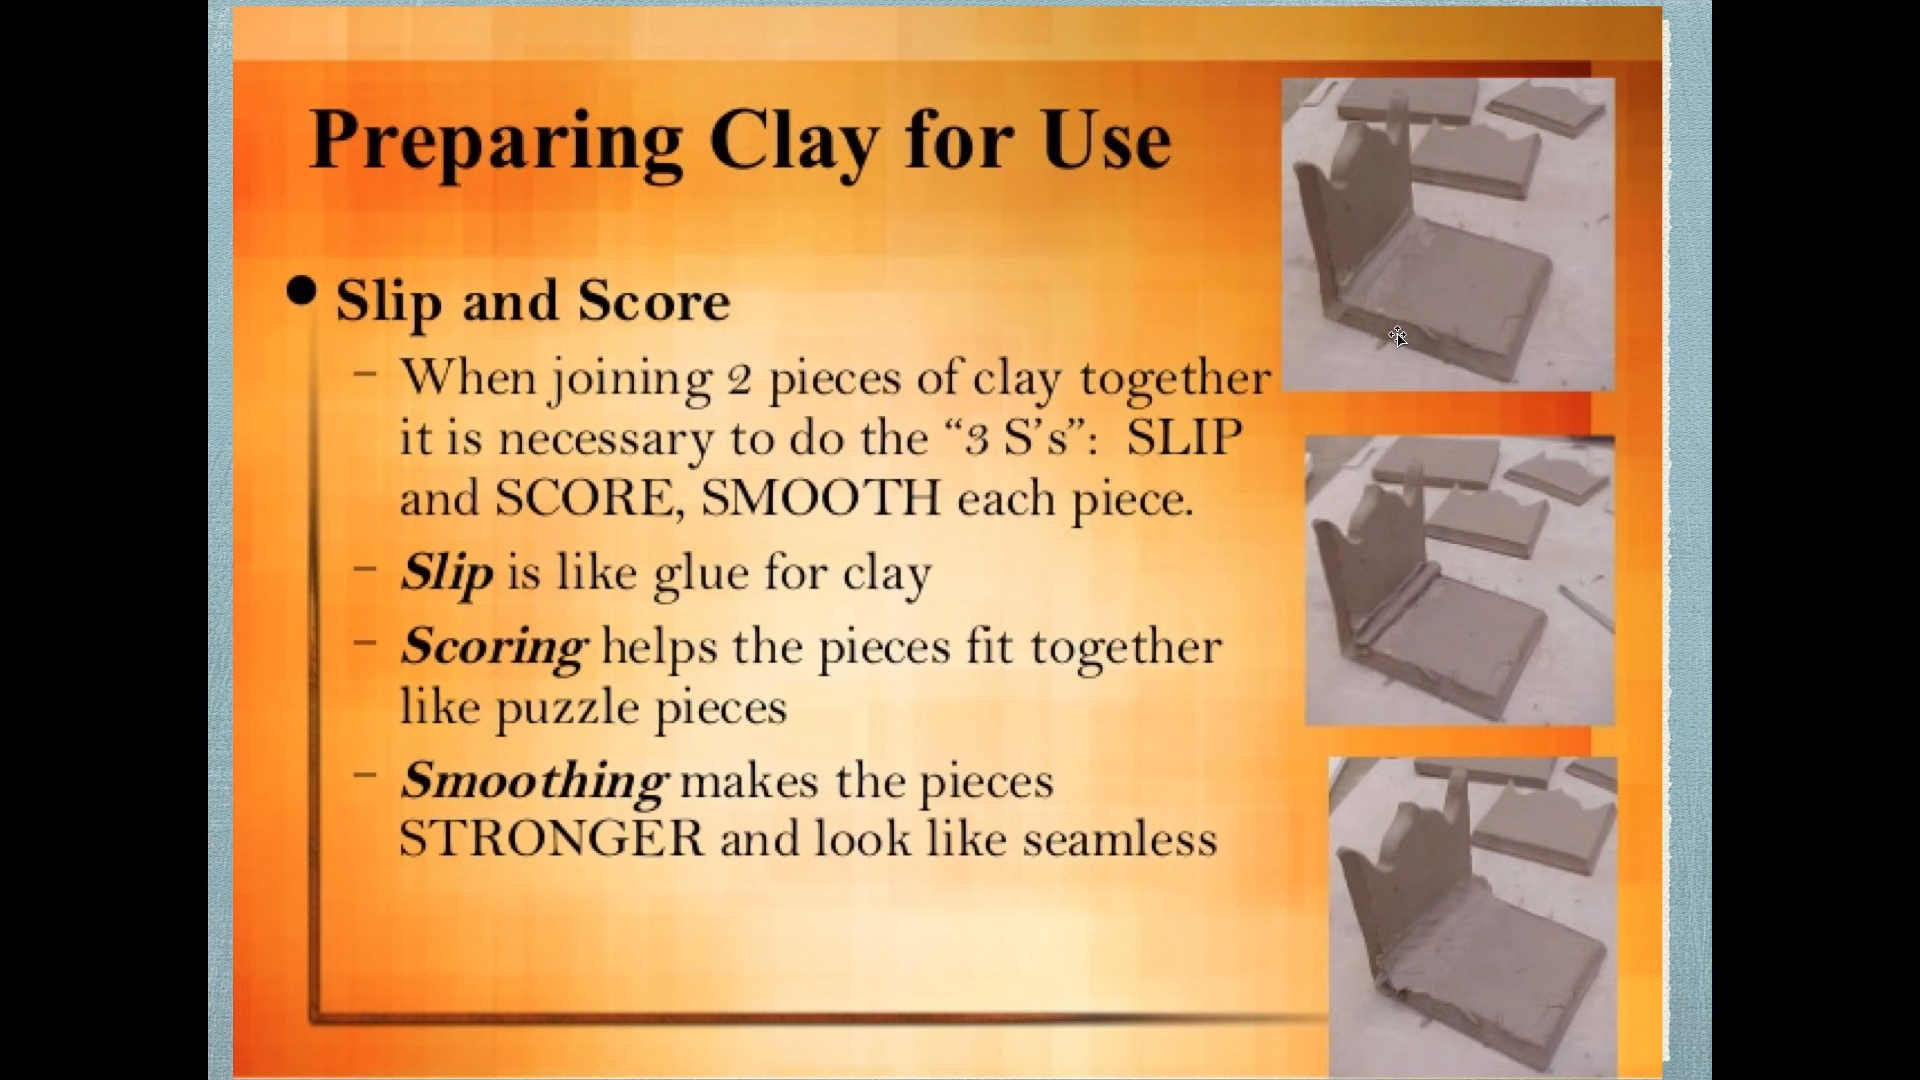 Preparing Clay for Use
● Slip and Score
– When joining 2 pieces of clay together
it is necessary to do the “3 S’s”: SLIP
and SCORE, SMOOTH each piece.
– Slip is like glue for clay
– Scoring helps the pieces fit together
like puzzle pieces
– Smoothing makes the pieces
STRONGER and look like seamless